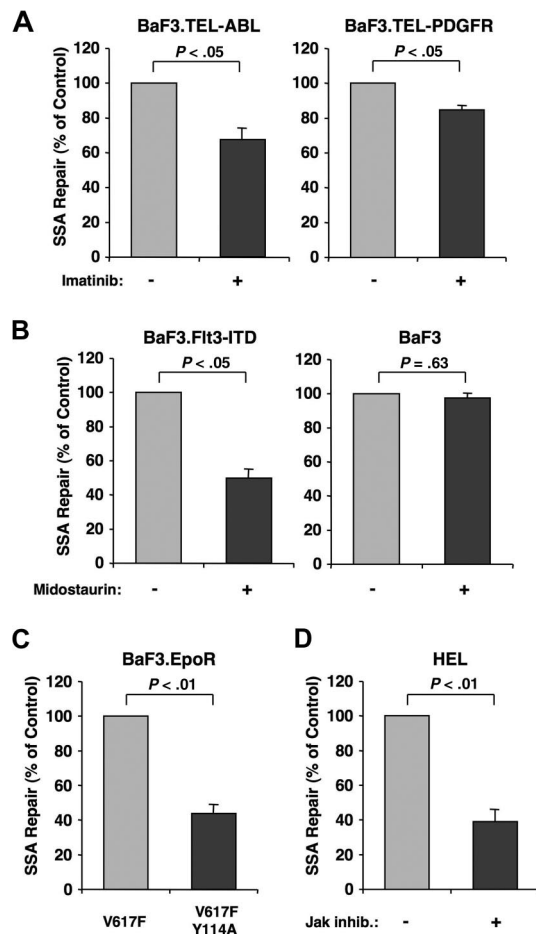 A
BaF3.TEL-ABL
BaF3.TEL-PDGFR
P < .05
P < .05
SSA Repair (% of Control)
120
100
80
60
40
20
0
120
100
80
60
40
20
0
Imatinib: - + - +
B
BaF3.Flt3-ITD
BaF3
P < .05
P = .63
SSA Repair (% of Control)
120
100
80
60
40
20
0
120
100
80
60
40
20
0
Midostaurin: - + - +
C
BaF3.EpoR
P < .01
SSA Repair (% of Control)
120
100
80
60
40
20
0
V617F
V617F
Y114A
D
HEL
P < .01
SSA Repair (% of Control)
120
100
80
60
40
20
0
Jak inhib.: - +